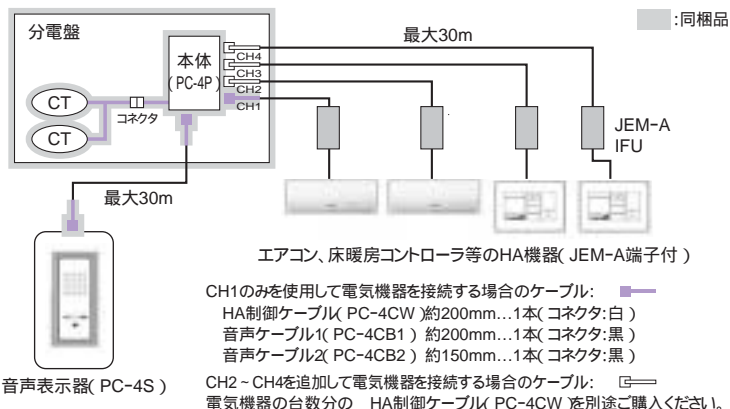 :同梱品
分電盤
最大30m
本体
(PC-4P)
CH4
CH3
CH2
CH1
CT
コネクタ
CT
JEM-A
IFU
最大30m
エアコン、床暖房コントローラ等のHA機器(JEM-A端子付)
CH1のみを使用して電気機器を接続する場合のケーブル:
HA制御ケーブル(PC-4CW)約200mm…1本(コネクタ:白)
音声ケーブル1(PC-4CB1)約200mm…1本(コネクタ:黒)
音声ケーブル2(PC-4CB2)約150mm…1本(コネクタ:黒)
音声表示器(PC-4S)
CH2~CH4を追加して電気機器を接続する場合のケーブル:
電気機器の台数分の HA制御ケーブル(PC-4CW)を別途ご購入ください。